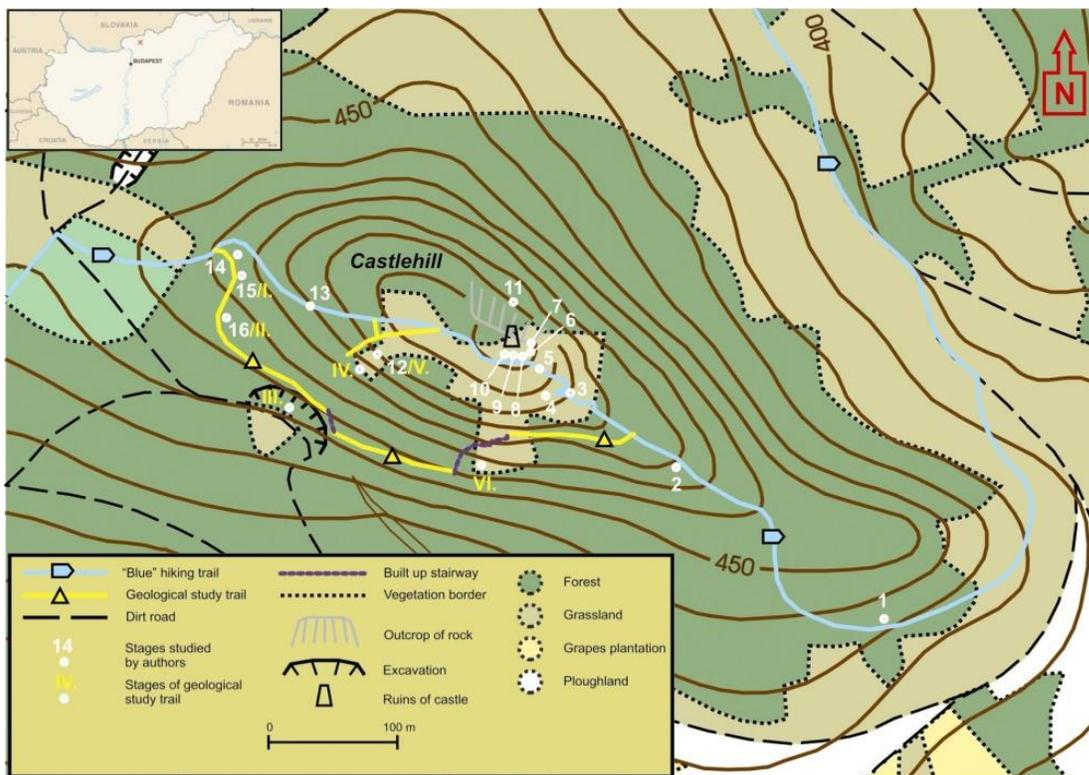 SLOVAKIA
UKRAINE
AUSTRIA
BUDAPEST
ROMANIA
CROATIA
SERBIA
N
450
400
Castlehill
14
15/I.
16/II.
13
11
7
6
IV.
12/V.
5
10
9
8
4
3
III.
VI.
2
450
1
"Blue" hiking trail
Geological study trail
Dirt road
14
Stages studied
by authors
IV.
Stages of geological
study trail
Built up stairway
Vegetation border
Outcrop of rock
Excavation
Ruins of castle
0
100 m
Forest
Grassland
Grapes plantation
Ploughland